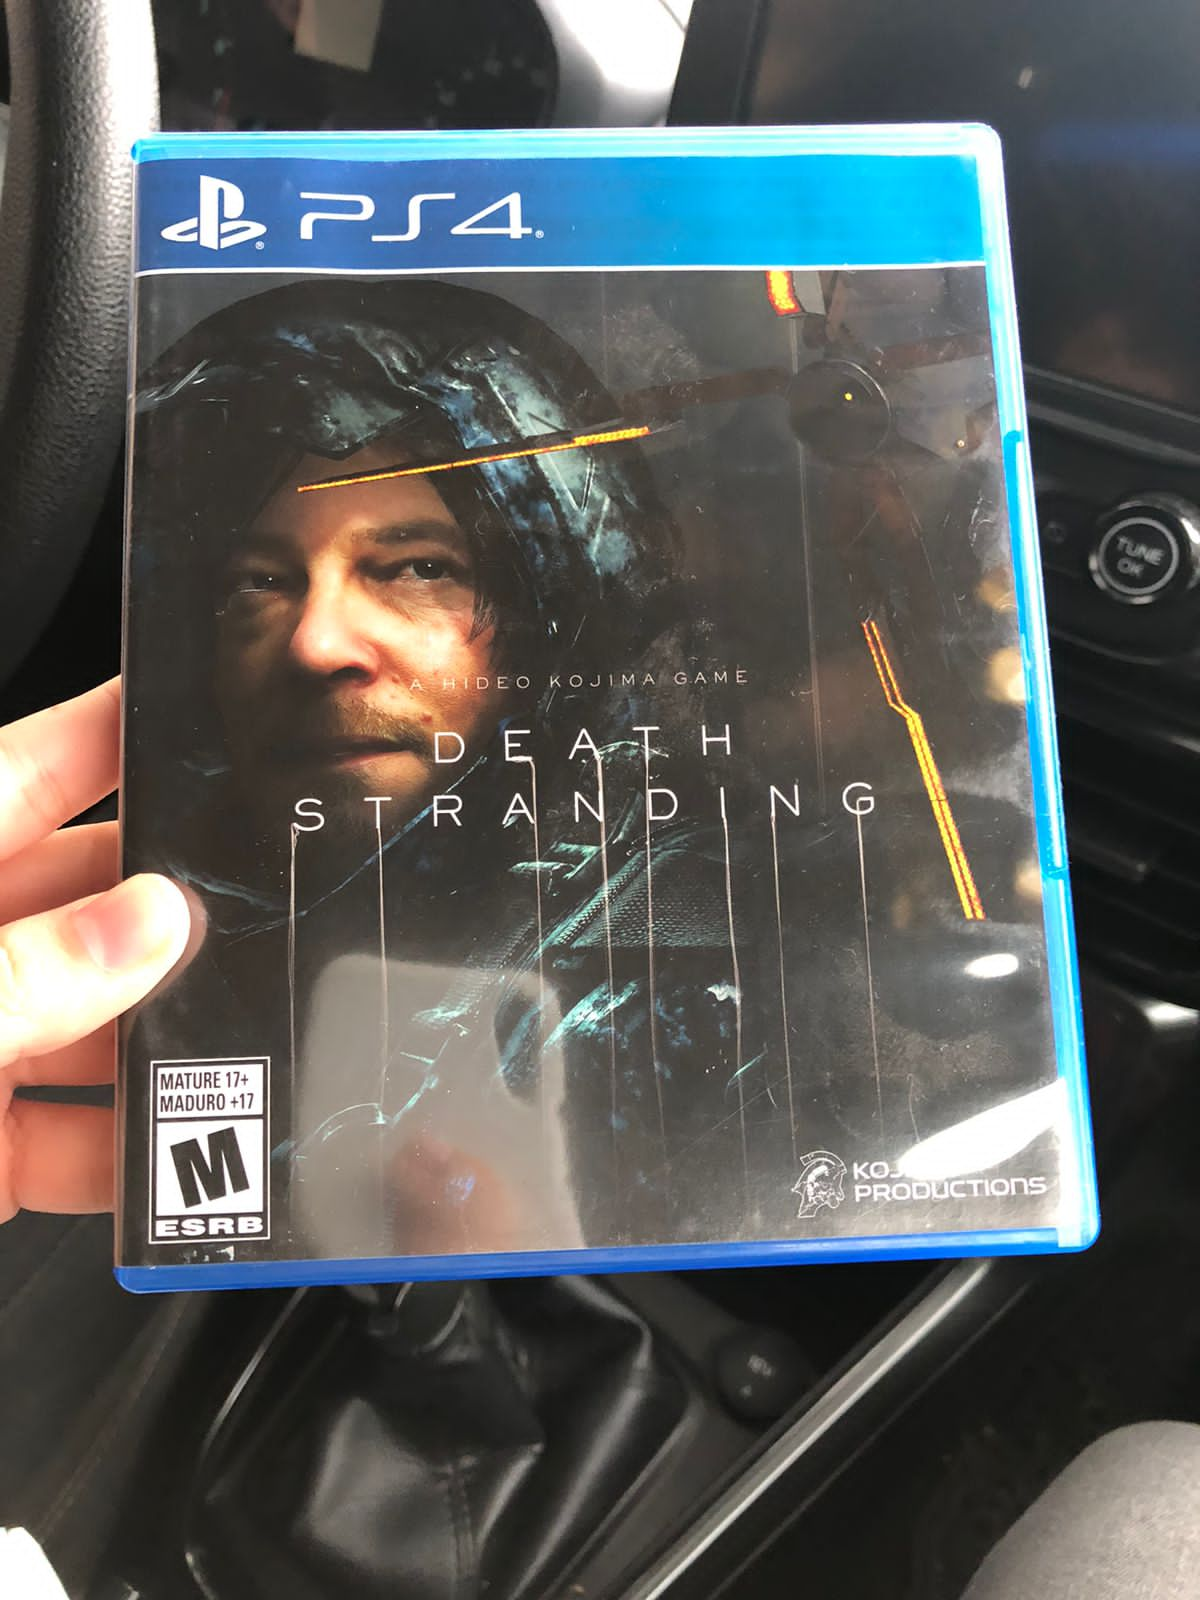 PS4
A HIDEO KOJIMA GAME
DEATH
STRANDING
TUNE
OK
MATURE 17+
MADURO +17
M
ESRB
PRODUCTIONS